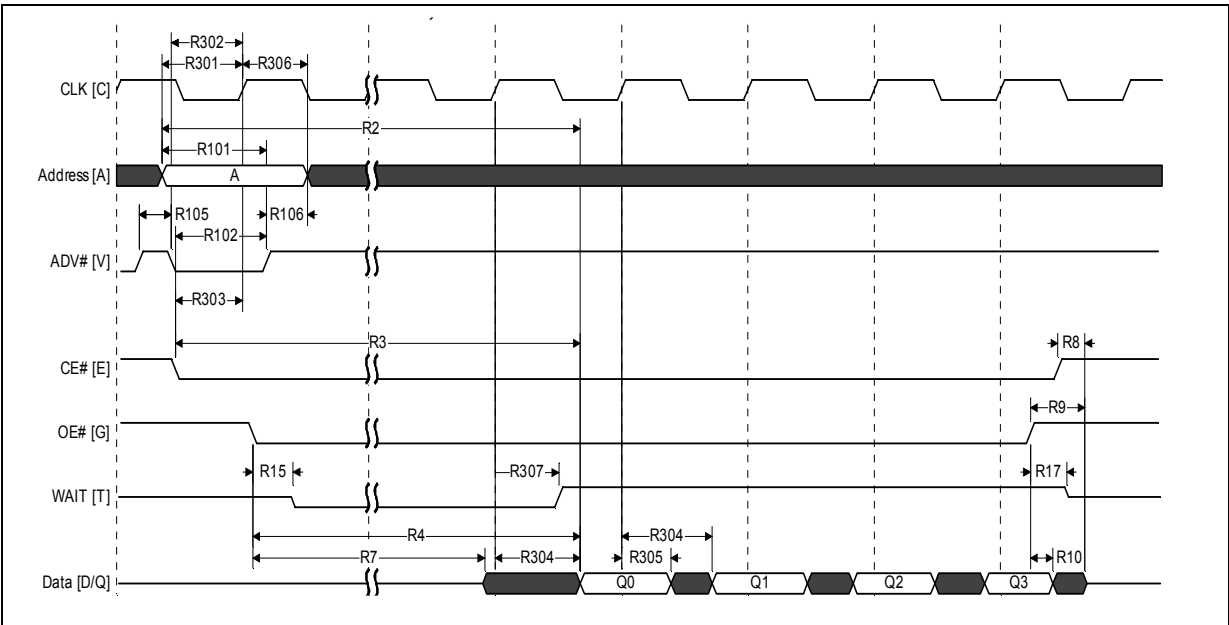 R302
R301 R306
CLK [C]
R2
R101
Address [A] A
R105 R106
R102
ADV# [V]
R303
R3
R8
CE# [E]
R9
OE# [G]
R15 R307 R17
WAIT [T]
R4 R304
R7 R304 R305 R10
Data [D/Q] Q0 Q1 Q2 Q3